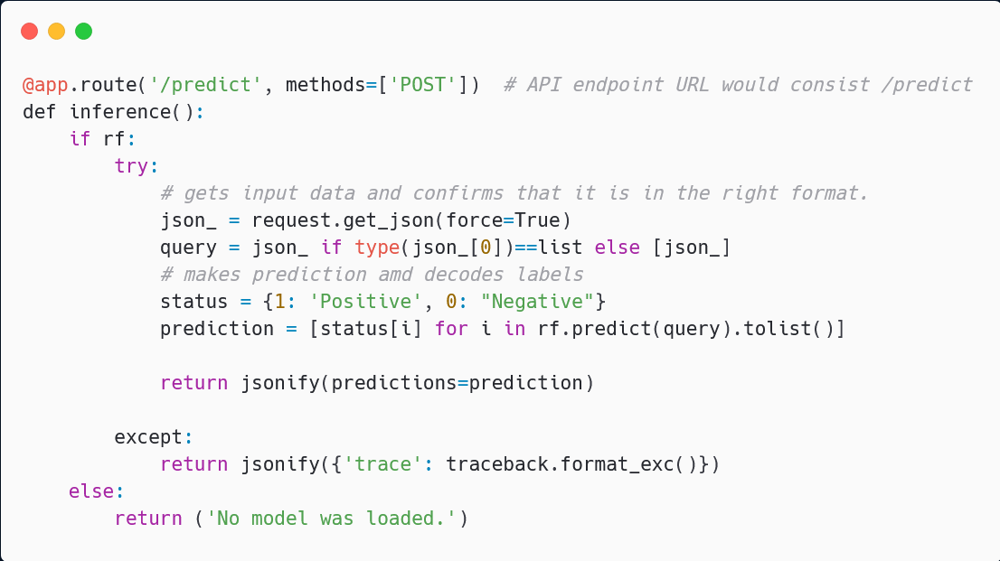 @app.route('/predict', methods=['POST'])  # API endpoint URL would consist /predict
def inference():
    if rf:
        try:
            # gets input data and confirms that it is in the right format.
            json_ = request.get_json(force=True)
            query = json_ if type(json_[0])==list else [json_]
            # makes prediction amd decodes labels
            status = {1: 'Positive', 0: "Negative"}
            prediction = [status[i] for i in rf.predict(query).tolist()]

            return jsonify(predictions=prediction)

        except:
            return jsonify({'trace': traceback.format_exc()})
    else:
        return ('No model was loaded.')